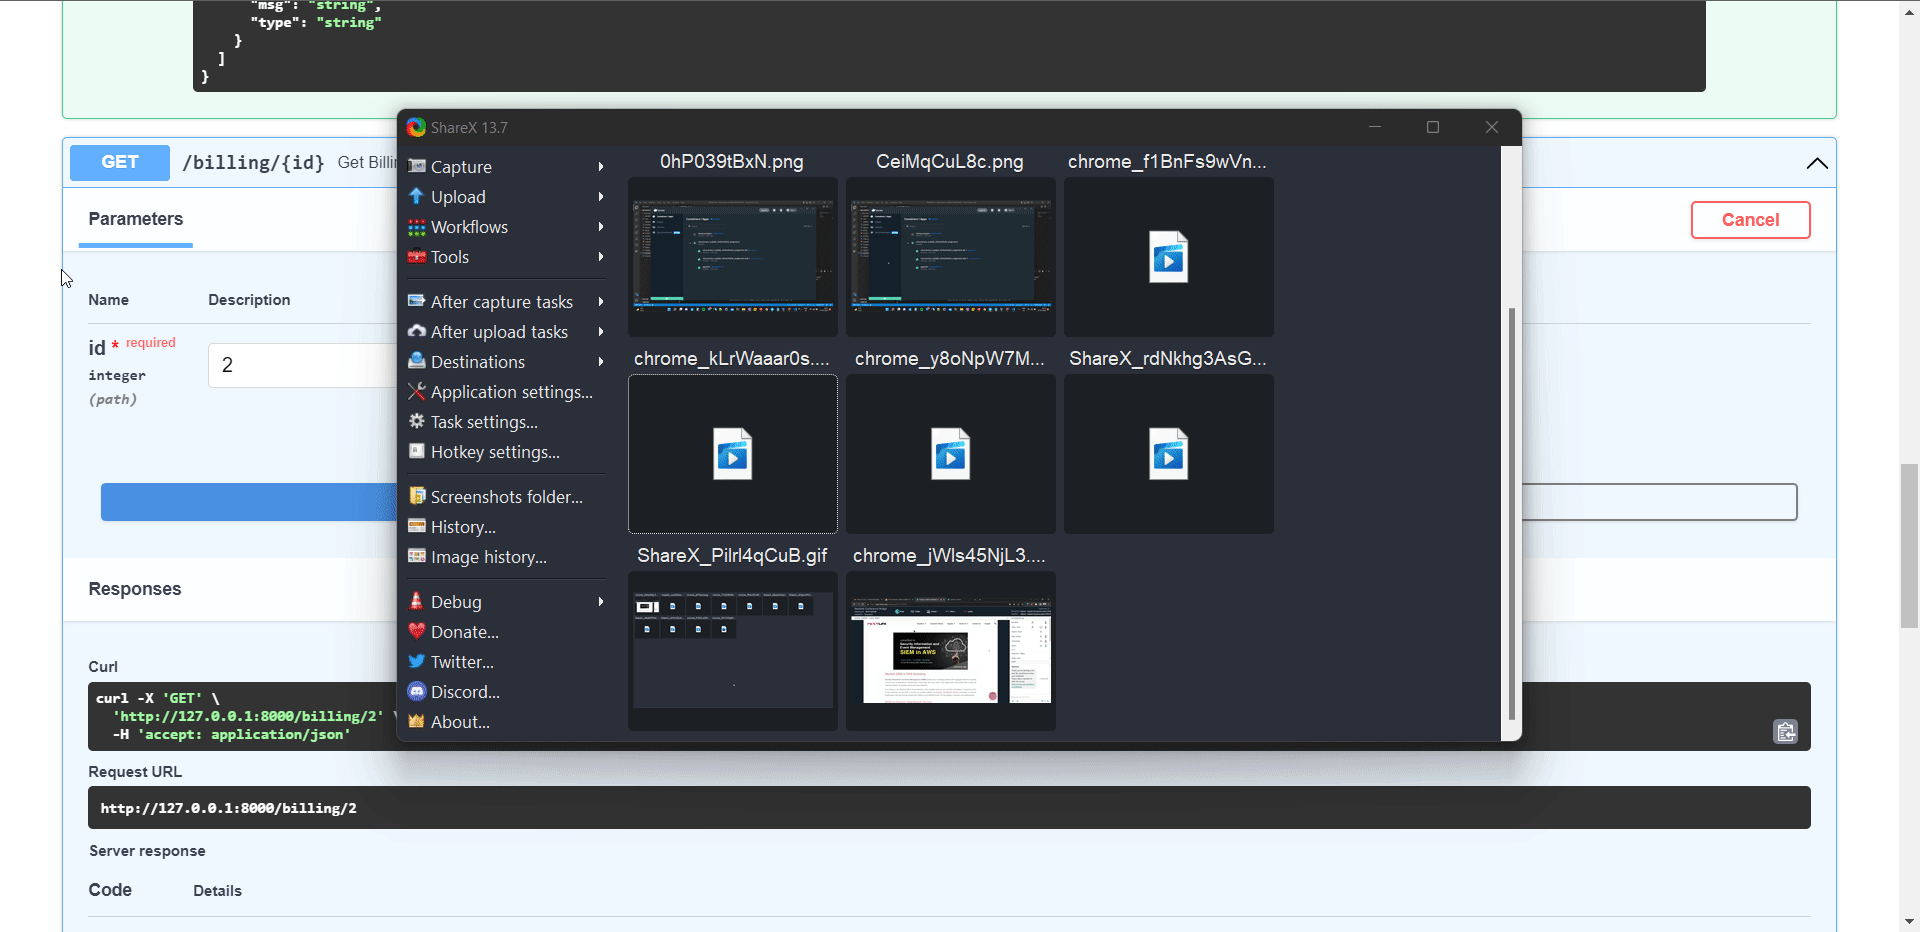 "msg": "string",
"type": "string"
}
]
}
GET /billing/{id} Get Billin
Parameters
Cancel
Name Description
id * required
integer
(path)
2
Responses
Curl
curl -X 'GET' \
'http://127.0.0.1:8000/billing/2' \
-H 'accept: application/json'
Request URL
http://127.0.0.1:8000/billing/2
Server response
Code Details
ShareX 13.7
Capture
Upload
Workflows
Tools
After capture tasks
After upload tasks
Destinations
Application settings...
Task settings...
Hotkey settings...
Screenshots folder...
History...
Image history...
Debug
Donate...
Twitter...
Discord...
About...
0hP039tBxN.png CeiMqCuL8c.png chrome_f1BnFs9wVn...
chrome_kLrWaaar0s.... chrome_y8oNpW7M... ShareX_rdNkhg3AsG...
ShareX_Pilrl4qCuB.gif chrome_jWls45NjL3....
SIEM in AWS